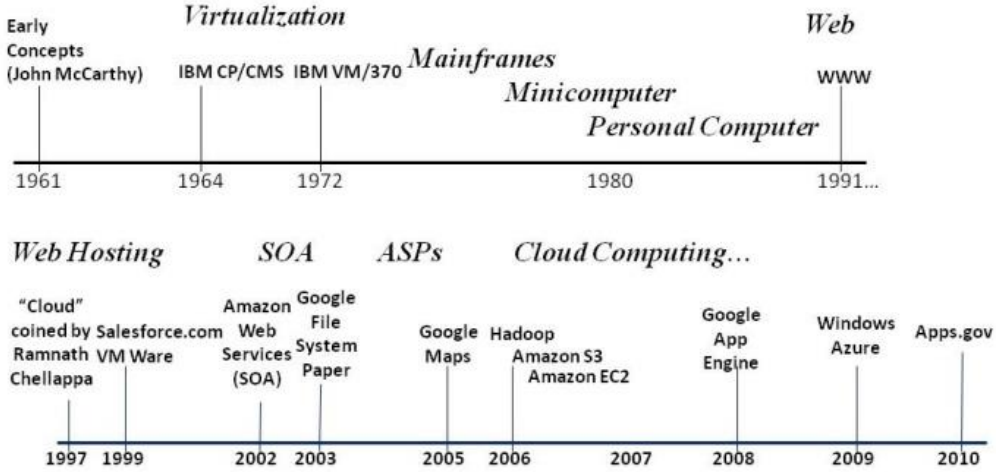 Early
Concepts
(John McCarthy)
Virtualization
IBM CP/CMS IBM VM/370
Mainframes
Minicomputer
Personal Computer
Web
WWW
1961 1964 1972 1980 1991...
Web Hosting SOA ASPs Cloud Computing...
“Cloud”
coined by
Ramnath
Chellappa
Salesforce.com
VM Ware
Amazon
Web
Services
(SOA)
Google
File
System
Paper
Google
Maps
Hadoop
Amazon S3
Amazon EC2
Google
App
Engine
Windows
Azure
Apps.gov
1997 1999 2002 2003 2005 2006 2007 2008 2009 2010